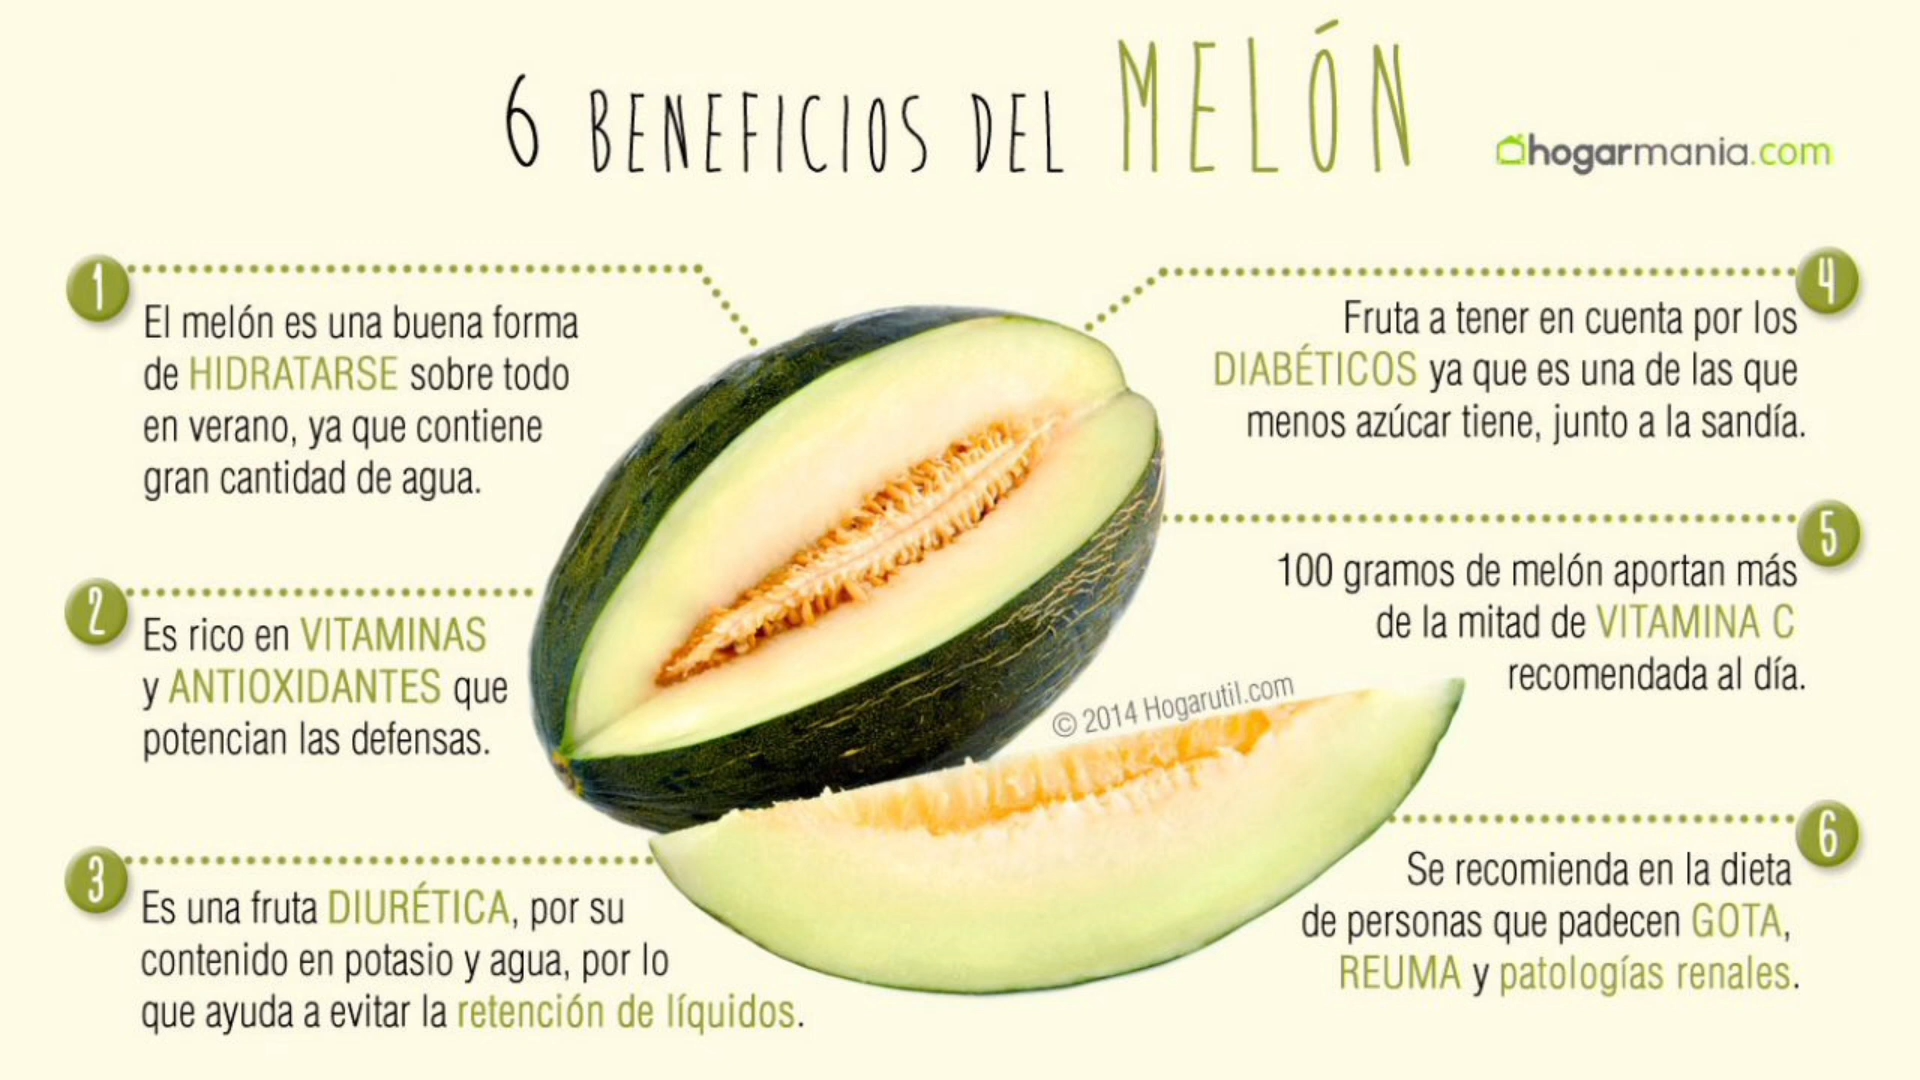 6 BENEFICIOS DEL MELÓN
hogarmania.com
1
El melón es una buena forma
de HIDRATARSE sobre todo
en verano, ya que contiene
gran cantidad de agua.
2
Es rico en VITAMINAS
y ANTIOXIDANTES que
potencian las defensas.
3
Es una fruta DIURÉTICA, por su
contenido en potasio y agua, por lo
que ayuda a evitar la retención de líquidos.
4
Fruta a tener en cuenta por los
DIABÉTICOS ya que es una de las que
menos azúcar tiene, junto a la sandía.
5
100 gramos de melón aportan más
de la mitad de VITAMINA C
recomendada al día.
© 2014 Hogarutil.com
6
Se recomienda en la dieta
de personas que padecen GOTA,
REUMA y patologías renales.